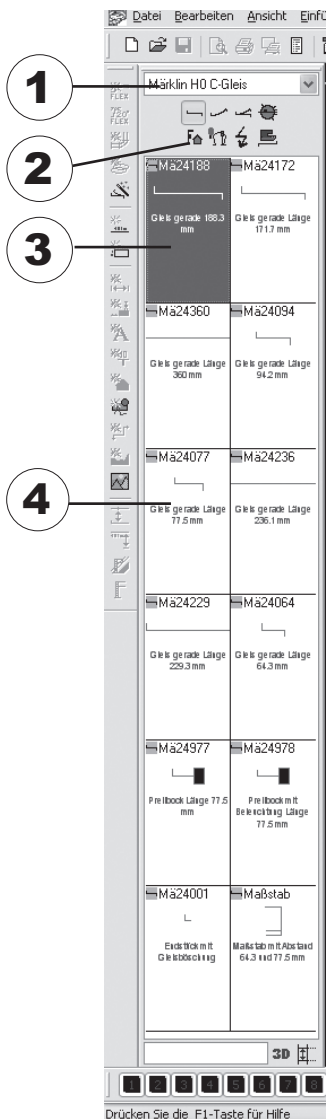 Datei Bearbeiten Ansicht Einfü
1
Märklin H0 C-Gleis
FLEX
FLEX
2
3
Mä24188 Mä24172
Gleis gerade 188.3 mm
Gleis gerade Länge 171.7 mm
Mä24360 Mä24094
Gleis gerade Länge 360 mm
Gleis gerade Länge 94.2 mm
4
Mä24077 Mä24236
Gleis gerade Länge 77.5 mm
Gleis gerade Länge 236.1 mm
Mä24229 Mä24064
Gleis gerade Länge 229.3 mm
Gleis gerade Länge 64.3 mm
Mä24977 Mä24978
Prellbock Länge 77.5 mm
Prellbock mit Beleuchtung Länge 77.5 mm
Mä24001 Maßstab
Endstück mit Gleisböschung
Maßstab mit Abstand 64.3 und 77.5 mm
3D
1 2 3 4 5 6 7 8
Drücken Sie die F1-Taste für Hilfe